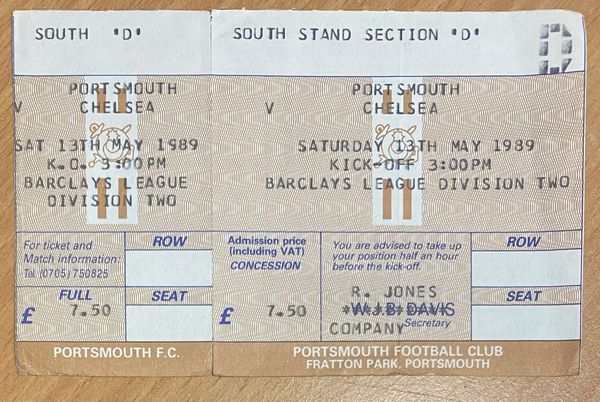 SOUTH "D"
PORTSMOUTH
V CHELSEA
SAT 13TH MAY 1989
K.O. 3:00PM
BARCLAYS LEAGUE
DIVISION TWO
For ticket and
Match information:
Tel. (0705) 750825
ROW
FULL
£ 7.50
SEAT
PORTSMOUTH F.C.
SOUTH STAND SECTION "D"
D
PORTSMOUTH
V CHELSEA
SATURDAY 13TH MAY 1989
KICK-OFF 3:00PM
BARCLAYS LEAGUE DIVISION TWO
Admission price
(including VAT)
CONCESSION
£ 7.50
You are advised to take up
your position half an hour
before the kick-off.
R. JONES
W.J.B. DAVIS
COMPANY Secretary
ROW
SEAT
PORTSMOUTH FOOTBALL CLUB
FRATTON PARK, PORTSMOUTH